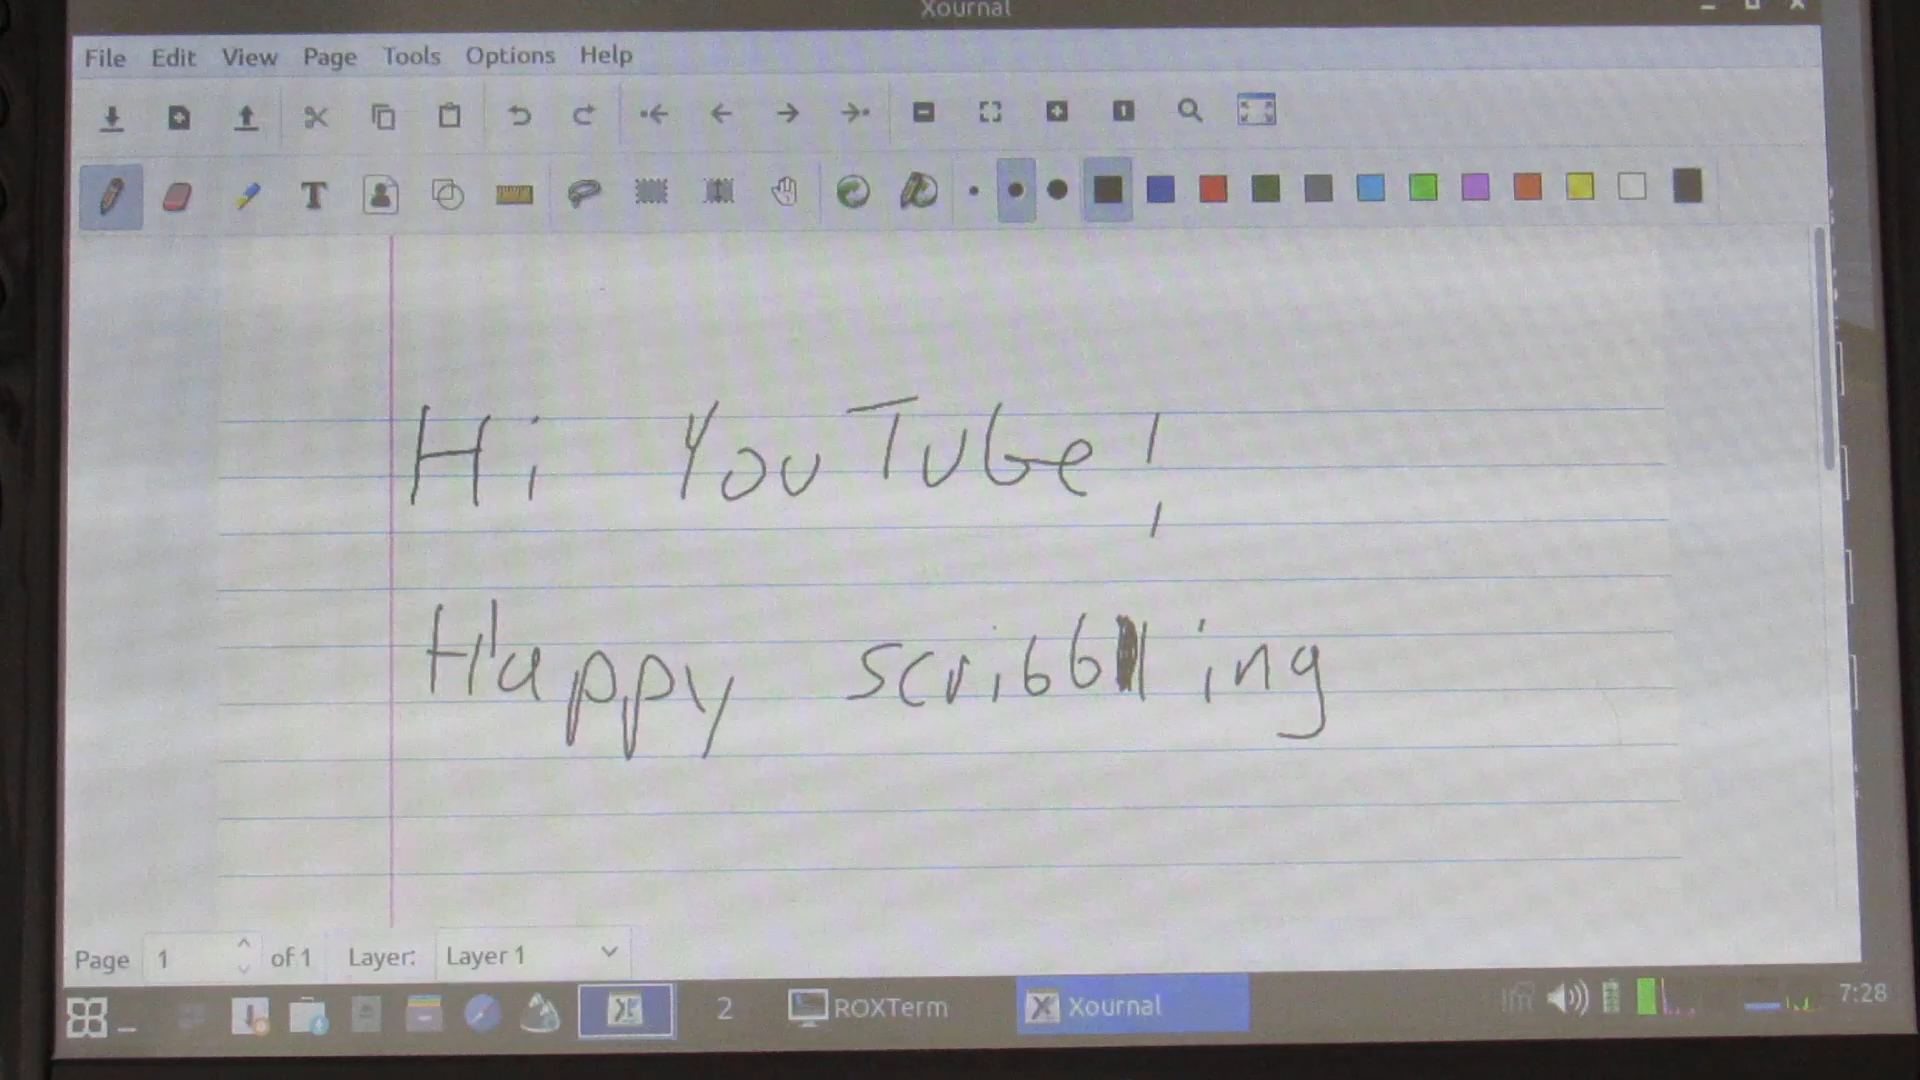 Xournal
File Edit View Page Tools Options Help
T
Hi YouTube!
Happy scribbling
Page 1 of 1 Layer: Layer 1
2 ROXTerm Xournal 7:28